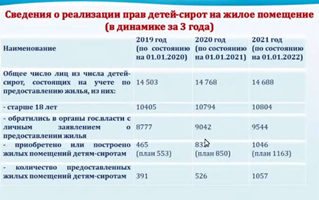 Сведения о реализации прав детей-сирот на жилое помещение
(в динамике за 3 года)
Наименование
2019 год
(по состоянию
на 01.01.2020)
2020 год
(по состоянию
на 01.01.2021)
2021 год
(по состоянию
на 01.01.2022)
Общее число лиц из числа детей-
сирот, состоящих на учете по
предоставлению жилья, из них:
14 503
14 768
14 688
- старше 18 лет
10405
10794
10804
- обратились в органы гос.власти с
личным заявлением о
предоставлении жилья
8777
9042
9544
- приобретено или построено
жилых помещений детям-сиротам
465
(план 553)
(план 850)
1046
(план 1163)
- количество предоставленных
жилых помещений детям-сиротам
391
526
1057